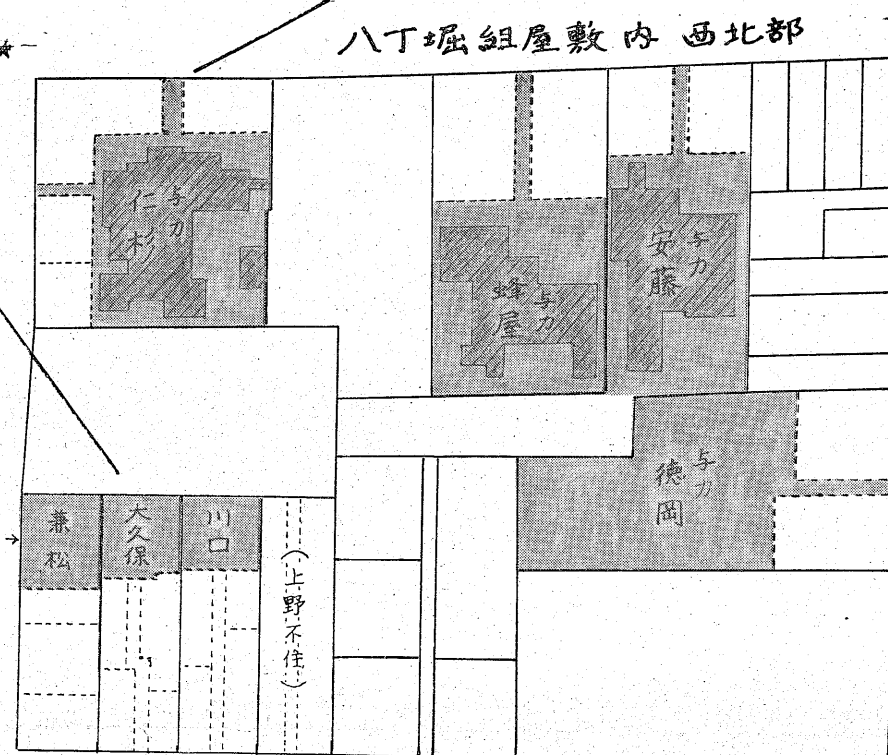 八丁堀組屋敷内 西北部
与力
仁杉
与力
蜂屋
与力
安藤
与力
徳岡
兼松
大久保
川口
(上野不住)